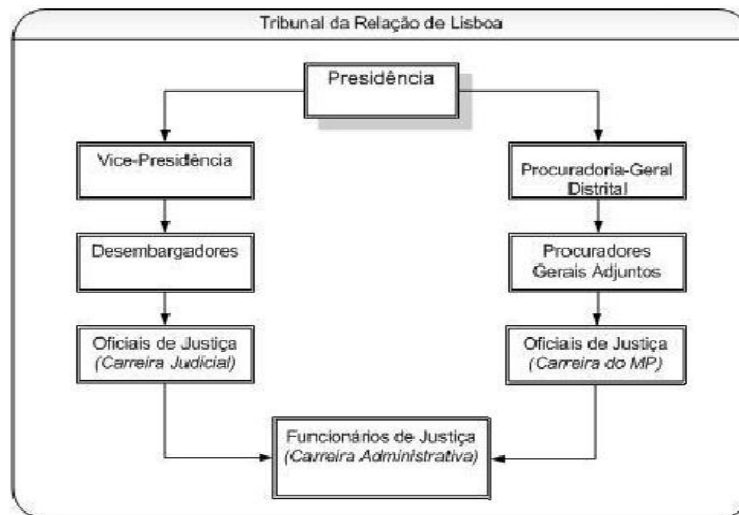 Tribunal da Relação de Lisboa
Presidência
Vice-Presidência
Procuradoria-Geral
Distrital
Desembargadores
Procuradores
Gerais Adjuntos
Oficiais de Justiça
(Carreira Judicial)
Oficiais de Justiça
(Carreira do MP)
Funcionários de Justiça
(Carreira Administrativa)